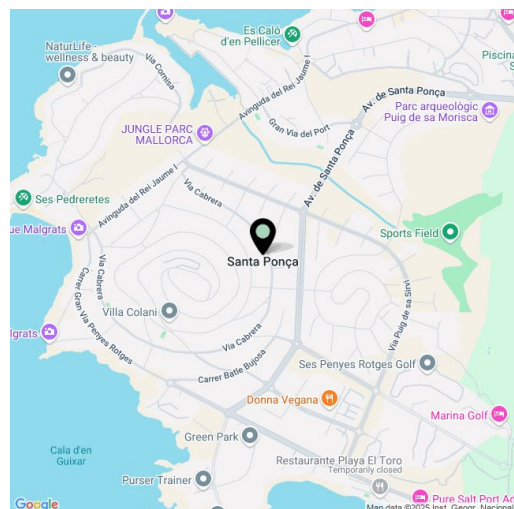 NaturLife -
wellness & beauty
Es Caló
d'en Pellicer
Via Cornisa
Avinguda del Rei Jaume I
Av. de Santa Ponça
Piscina
Parc arqueològic
Puig de sa Morisca
Gran Via del Port
JUNGLE PARC
MALLORCA
Av. de Santa Ponça
Via Cabrera
Ses Pedreretes
Avinguda del Rei Jaume I
ue Malgrats
Sports Field
Santa Ponça
Via Cabrera
Carrer Gran Via Penyes Rotges
Villa Colani
Via Puig de sa Sirvi
algrats
Via Cabrera
Carrer Batle Bujosa
Ses Penyes Rotges Golf
Donna Vegana
Marina Golf
Green Park
Cala d'en
Guixar
Restaurante Playa El Toro
Temporarily closed
Purser Trainer
Pure Salt Port Ad
Google
Map data ©2025 Inst. Geogr. Nacional